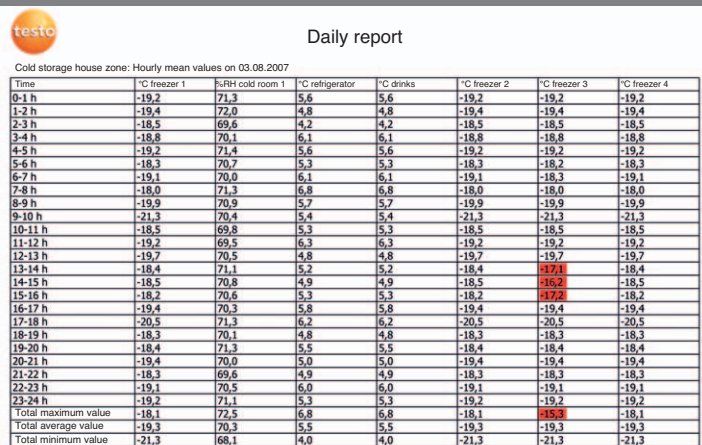 testo
Daily report
Cold storage house zone: Hourly mean values on 03.08.2007
Time °C freezer 1 %RH cold room 1 °C refrigerator °C drinks °C freezer 2 °C freezer 3 °C freezer 4
0-1 h -19,2 71,3 5,6 5,6 -19,2 -19,2 -19,2
1-2 h -19,4 72,0 4,8 4,8 -19,4 -19,4 -19,4
2-3 h -18,5 69,6 4,2 4,2 -18,5 -18,5 -18,5
3-4 h -18,8 70,1 6,1 6,1 -18,8 -18,8 -18,8
4-5 h -19,2 71,4 5,6 5,6 -19,2 -19,2 -19,2
5-6 h -18,3 70,7 5,3 5,3 -18,3 -18,2 -18,3
6-7 h -19,1 70,0 6,1 6,1 -19,1 -18,3 -19,1
7-8 h -18,0 71,3 6,8 6,8 -18,0 -18,0 -18,0
8-9 h -19,9 70,9 5,7 5,7 -19,9 -19,9 -19,9
9-10 h -21,3 70,4 5,4 5,4 -21,3 -21,3 -21,3
10-11 h -18,5 69,8 5,3 5,3 -18,5 -18,5 -18,5
11-12 h -19,2 69,5 6,3 6,3 -19,2 -19,2 -19,2
12-13 h -19,7 70,5 4,8 4,8 -19,7 -19,7 -19,7
13-14 h -18,4 71,1 5,2 5,2 -18,4 -17,1 -18,4
14-15 h -18,5 70,8 4,9 4,9 -18,5 -16,2 -18,5
15-16 h -18,2 70,6 5,3 5,3 -18,2 -17,2 -18,2
16-17 h -19,4 70,3 5,8 5,8 -19,4 -19,4 -19,4
17-18 h -20,5 71,3 6,2 6,2 -20,5 -20,5 -20,5
18-19 h -18,3 70,1 4,8 4,8 -18,3 -18,3 -18,3
19-20 h -18,4 71,3 5,5 5,5 -18,4 -18,4 -18,4
20-21 h -19,4 70,0 5,0 5,0 -19,4 -19,4 -19,4
21-22 h -18,3 69,6 4,9 4,9 -18,3 -18,3 -18,3
22-23 h -19,1 70,5 6,0 6,0 -19,1 -19,1 -19,1
23-24 h -19,2 71,1 5,3 5,3 -19,2 -19,2 -19,2
Total maximum value -18,1 72,5 6,8 6,8 -18,1 -15,3 -18,1
Total average value -19,3 70,3 5,5 5,5 -19,3 -19,3 -19,3
Total minimum value -21,3 68,1 4,0 4,0 -21,3 -21,3 -21,3